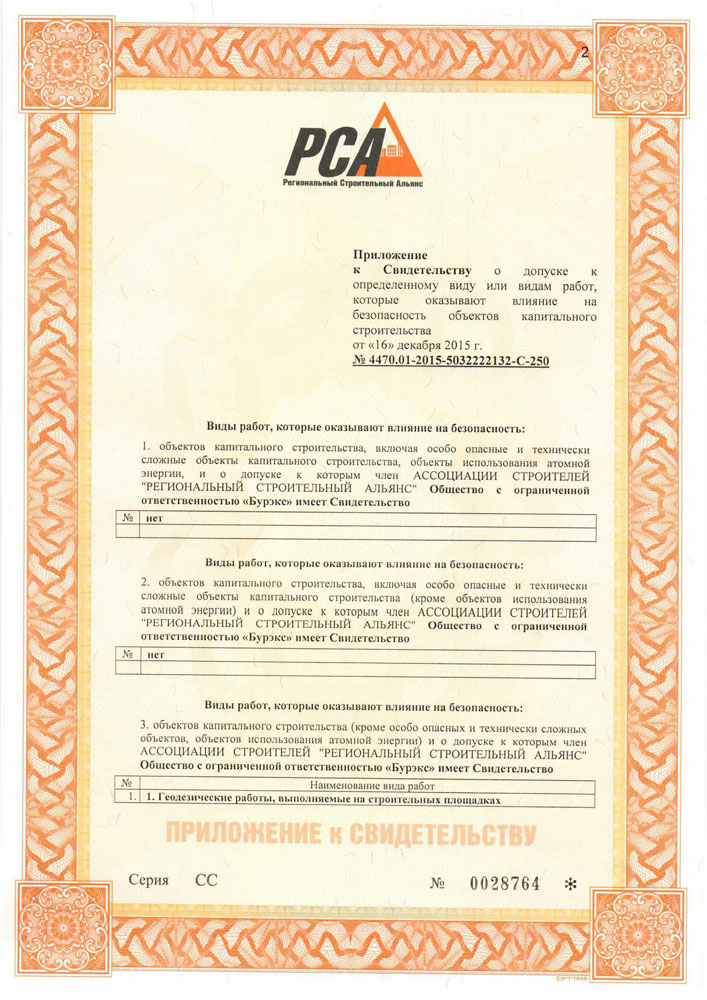 2
РСА
Региональный Строительный Альянс
Приложение
к Свидетельству о допуске к
определенному виду или видам работ,
которые оказывают влияние на
безопасность объектов капитального
строительства
от «16» декабря 2015 г.
№ 4470.01-2015-5032222132-С-250
Виды работ, которые оказывают влияние на безопасность:
1. объектов капитального строительства, включая особо опасные и технически
сложные объекты капитального строительства, объекты использования атомной
энергии, и о допуске к которым член АССОЦИАЦИИ СТРОИТЕЛЕЙ
"РЕГИОНАЛЬНЫЙ СТРОИТЕЛЬНЫЙ АЛЬЯНС" Общество с ограниченной
ответственностью «Бурэкс» имеет Свидетельство
№ нет
Виды работ, которые оказывают влияние на безопасность:
2. объектов капитального строительства, включая особо опасные и технически
сложные объекты капитального строительства (кроме объектов использования
атомной энергии) и о допуске к которым член АССОЦИАЦИИ СТРОИТЕЛЕЙ
"РЕГИОНАЛЬНЫЙ СТРОИТЕЛЬНЫЙ АЛЬЯНС" Общество с ограниченной
ответственностью «Бурэкс» имеет Свидетельство
№ нет
Виды работ, которые оказывают влияние на безопасность:
3. объектов капитального строительства (кроме особо опасных и технически сложных
объектов, объектов использования атомной энергии) и о допуске к которым член
АССОЦИАЦИИ СТРОИТЕЛЕЙ "РЕГИОНАЛЬНЫЙ СТРОИТЕЛЬНЫЙ АЛЬЯНС"
Общество с ограниченной ответственностью «Бурэкс» имеет Свидетельство
№ Наименование вида работ
1. 1. Геодезические работы, выполняемые на строительных площадках
ПРИЛОЖЕНИЕ к СВИДЕТЕЛЬСТВУ
Серия СС № 0028764 *